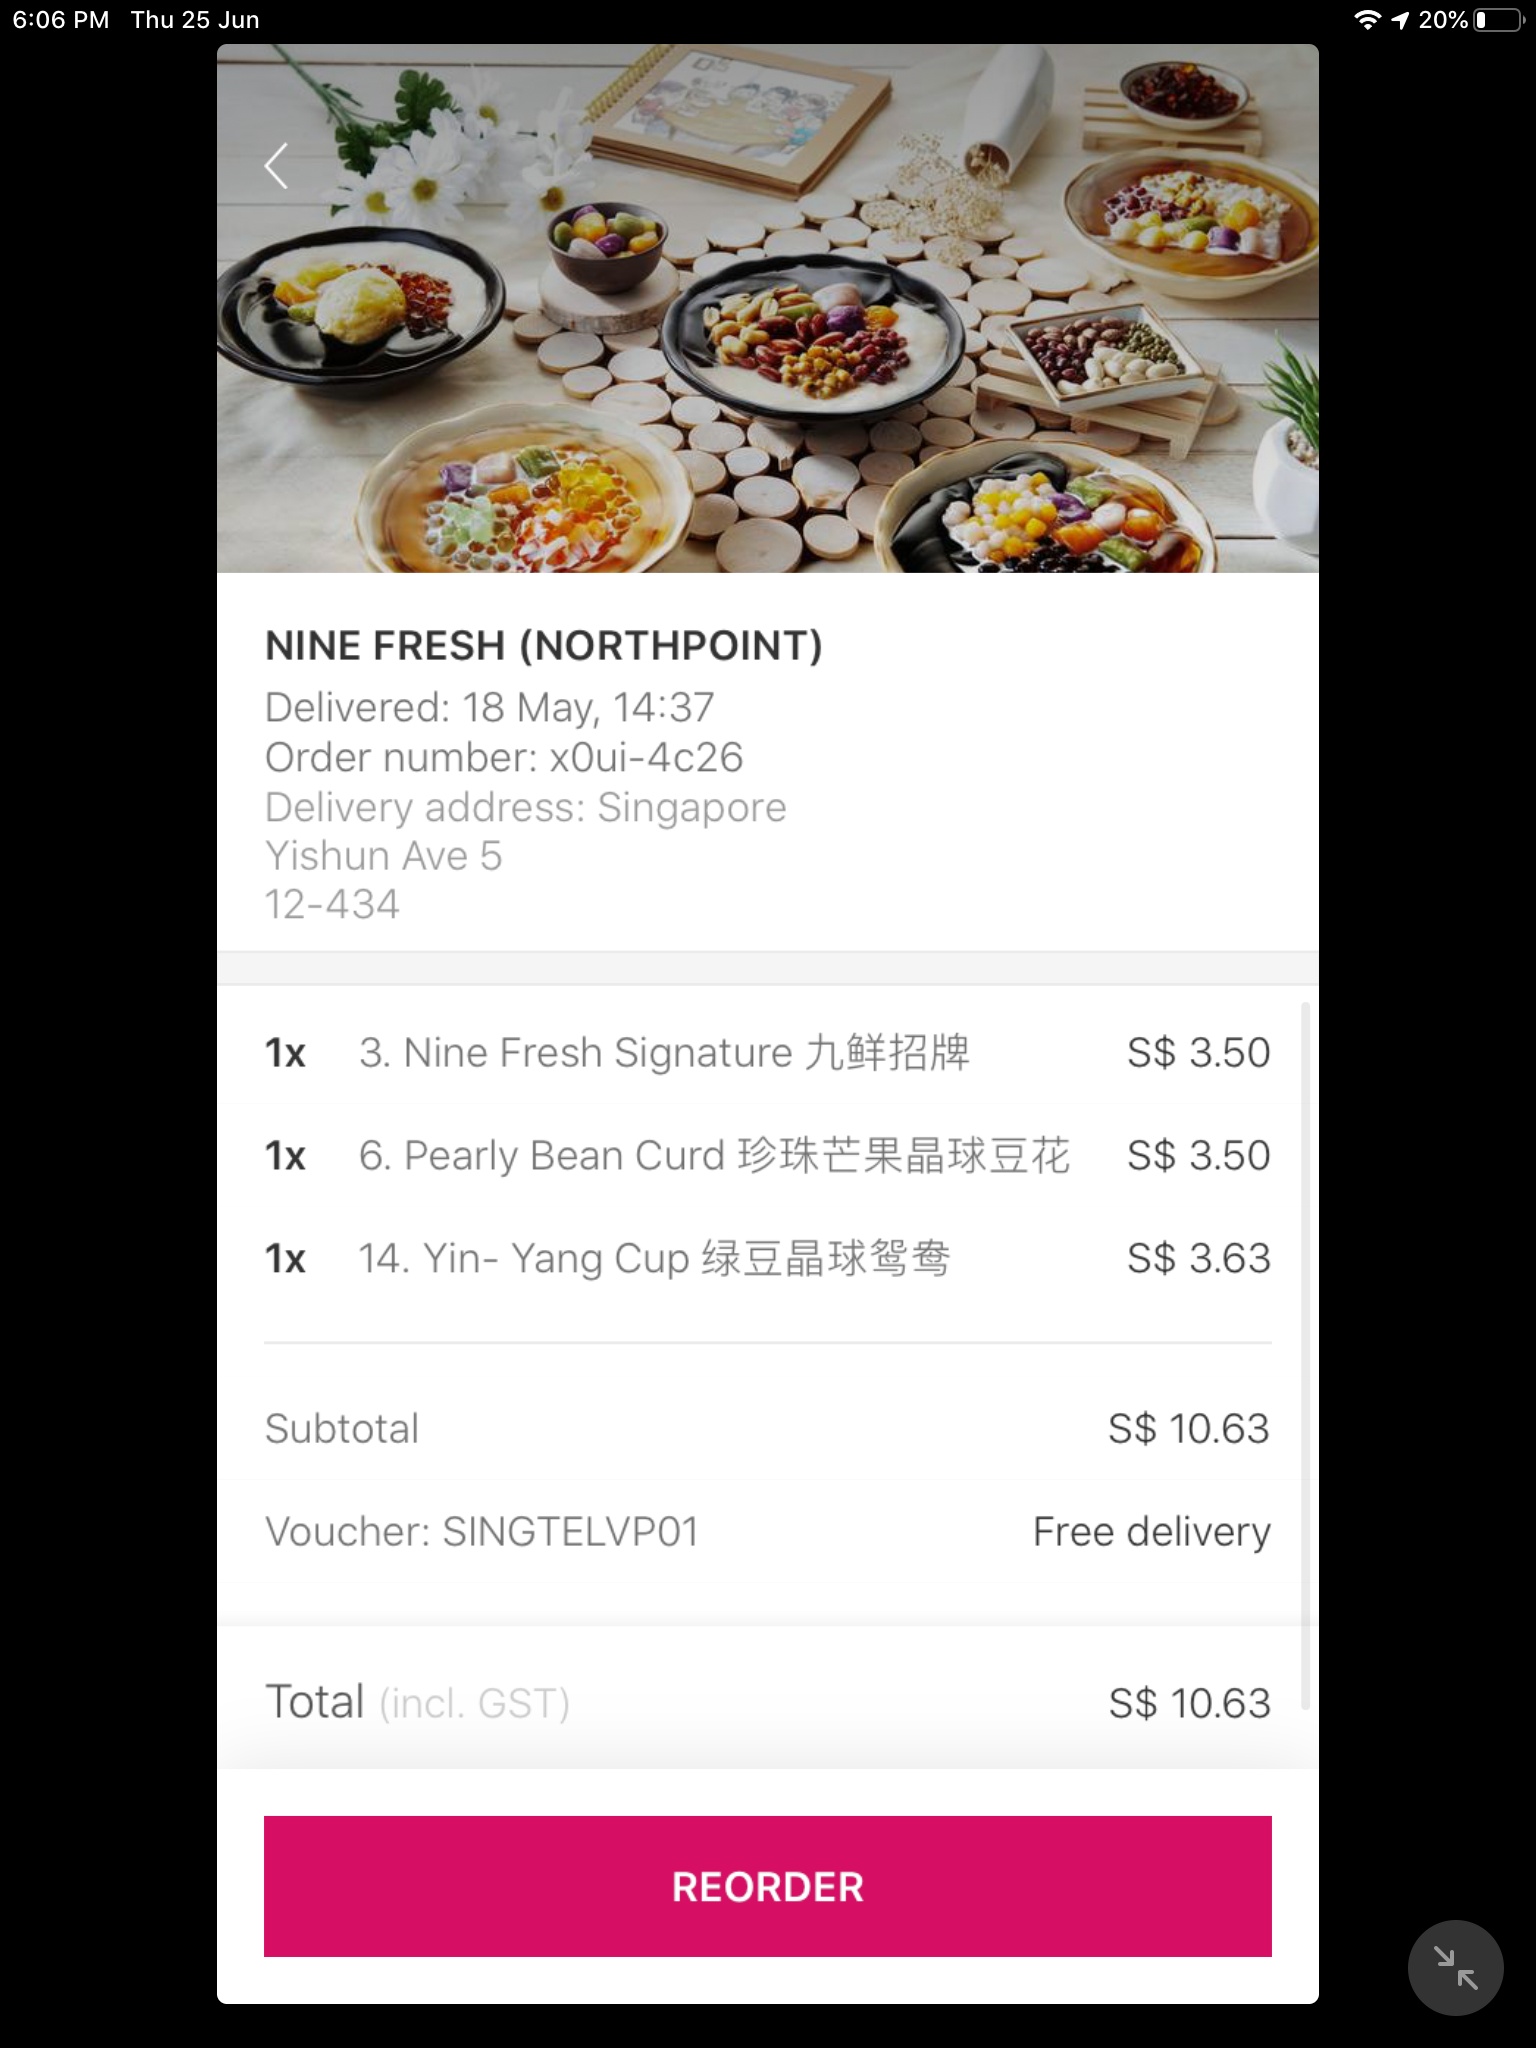 6:06 PM Thu 25 Jun 20%
NINE FRESH (NORTHPOINT)
Delivered: 18 May, 14:37
Order number: x0ui-4c26
Delivery address: Singapore
Yishun Ave 5
12-434
1x 3. Nine Fresh Signature 九鲜招牌 S$ 3.50
1x 6. Pearly Bean Curd 珍珠芒果晶球豆花 S$ 3.50
1x 14. Yin- Yang Cup 绿豆晶球鸳鸯 S$ 3.63
Subtotal S$ 10.63
Voucher: SINGTELVP01 Free delivery
Total (incl. GST) S$ 10.63
REORDER